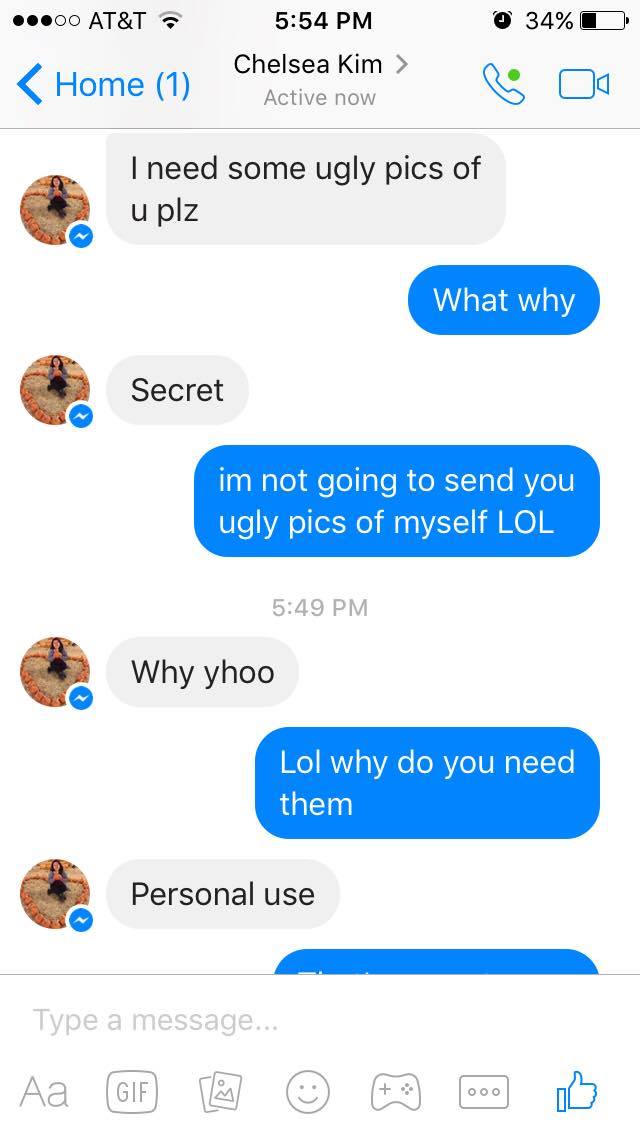 AT&T 5:54 PM 34%
Home (1) Chelsea Kim
Active now
I need some ugly pics of
u plz
What why
Secret
im not going to send you
ugly pics of myself LOL
5:49 PM
Why yhoo
Lol why do you need
them
Personal use
Type a message...
Aa GIF